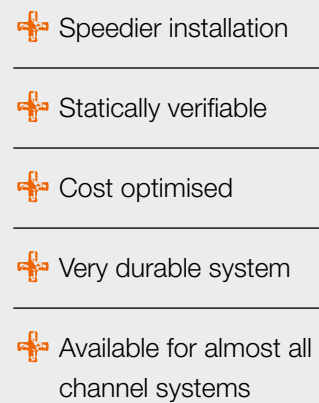 Speedier installation
Statically verifiable
Cost optimised
Very durable system
Available for almost all
channel systems